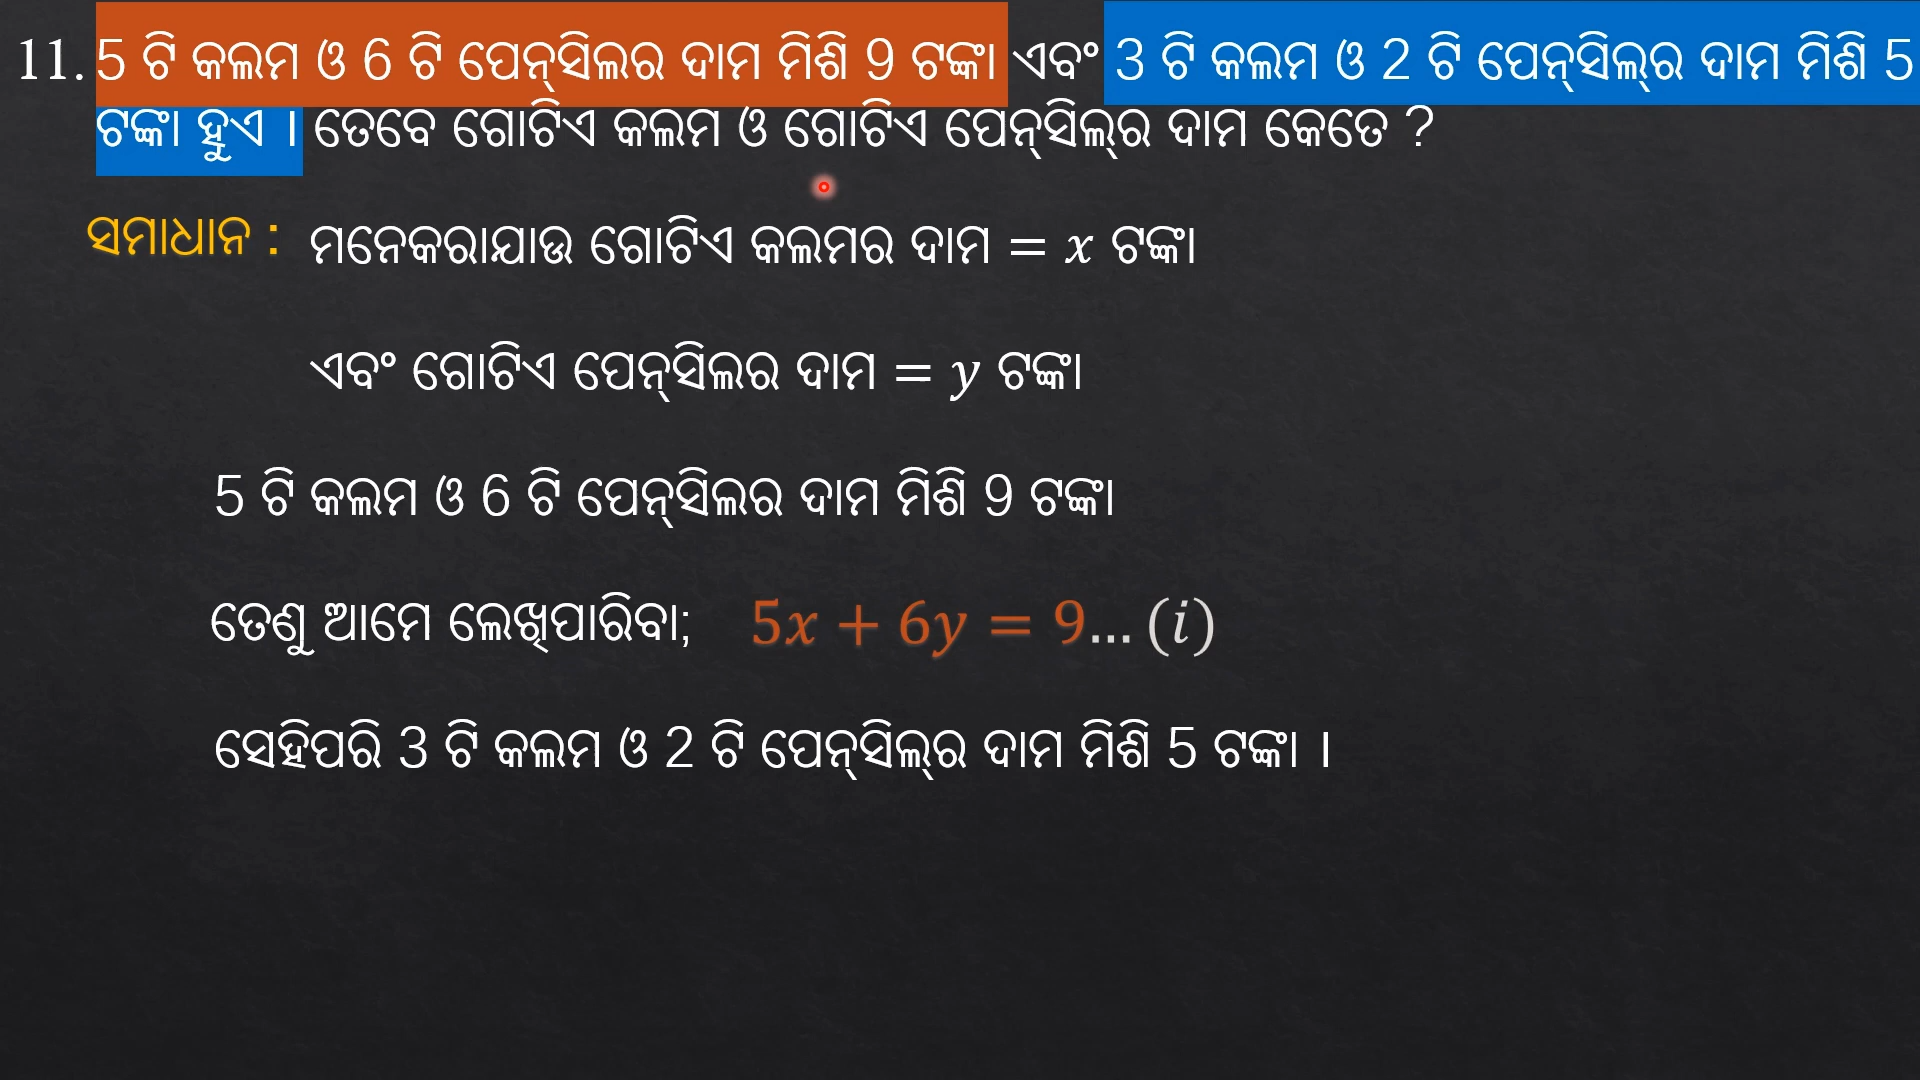 11. 5 ଟି କଲମ ଓ 6 ଟି ପେନ୍‌ସିଲର ଦାମ ମିଶି 9 ଟଙ୍କା ଏବଂ 3 ଟି କଲମ ଓ 2 ଟି ପେନ୍‌ସିଲ୍‌ର ଦାମ ମିଶି 5
ଟଙ୍କା ହୁଏ । ତେବେ ଗୋଟିଏ କଲମ ଓ ଗୋଟିଏ ପେନ୍‌ସିଲ୍‌ର ଦାମ କେତେ ?
ସମାଧାନ : ମନେକରାଯାଉ ଗୋଟିଏ କଲମର ଦାମ = x ଟଙ୍କା
ଏବଂ ଗୋଟିଏ ପେନ୍‌ସିଲର ଦାମ = y ଟଙ୍କା
5 ଟି କଲମ ଓ 6 ଟି ପେନ୍‌ସିଲର ଦାମ ମିଶି 9 ଟଙ୍କା
ତେଣୁ ଆମେ ଲେଖିପାରିବା; 5x + 6y = 9... (i)
ସେହିପରି 3 ଟି କଲମ ଓ 2 ଟି ପେନ୍‌ସିଲ୍‌ର ଦାମ ମିଶି 5 ଟଙ୍କା ।